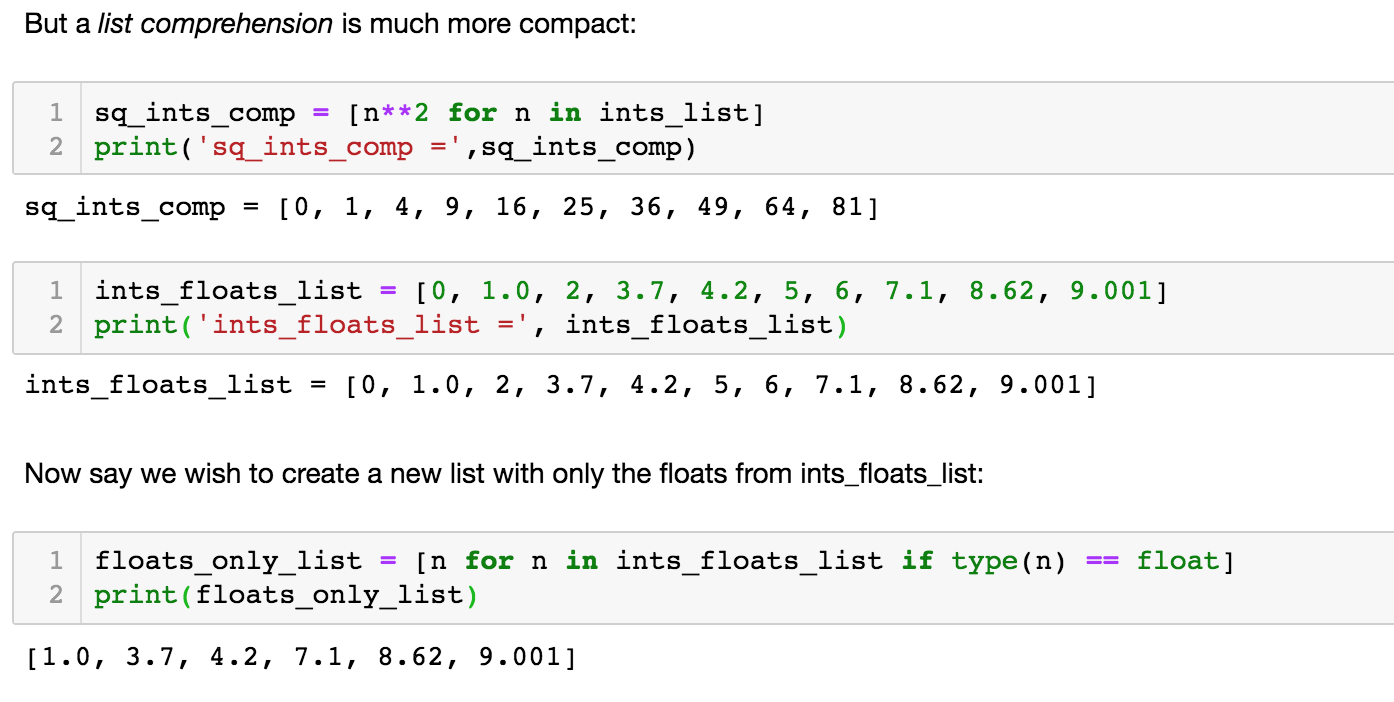 But a list comprehension is much more compact:
1 sq_ints_comp = [n**2 for n in ints_list]
2 print('sq_ints_comp =',sq_ints_comp)
sq_ints_comp = [0, 1, 4, 9, 16, 25, 36, 49, 64, 81]
1 ints_floats_list = [0, 1.0, 2, 3.7, 4.2, 5, 6, 7.1, 8.62, 9.001]
2 print('ints_floats_list =', ints_floats_list)
ints_floats_list = [0, 1.0, 2, 3.7, 4.2, 5, 6, 7.1, 8.62, 9.001]
Now say we wish to create a new list with only the floats from ints_floats_list:
1 floats_only_list = [n for n in ints_floats_list if type(n) == float]
2 print(floats_only_list)
[1.0, 3.7, 4.2, 7.1, 8.62, 9.001]